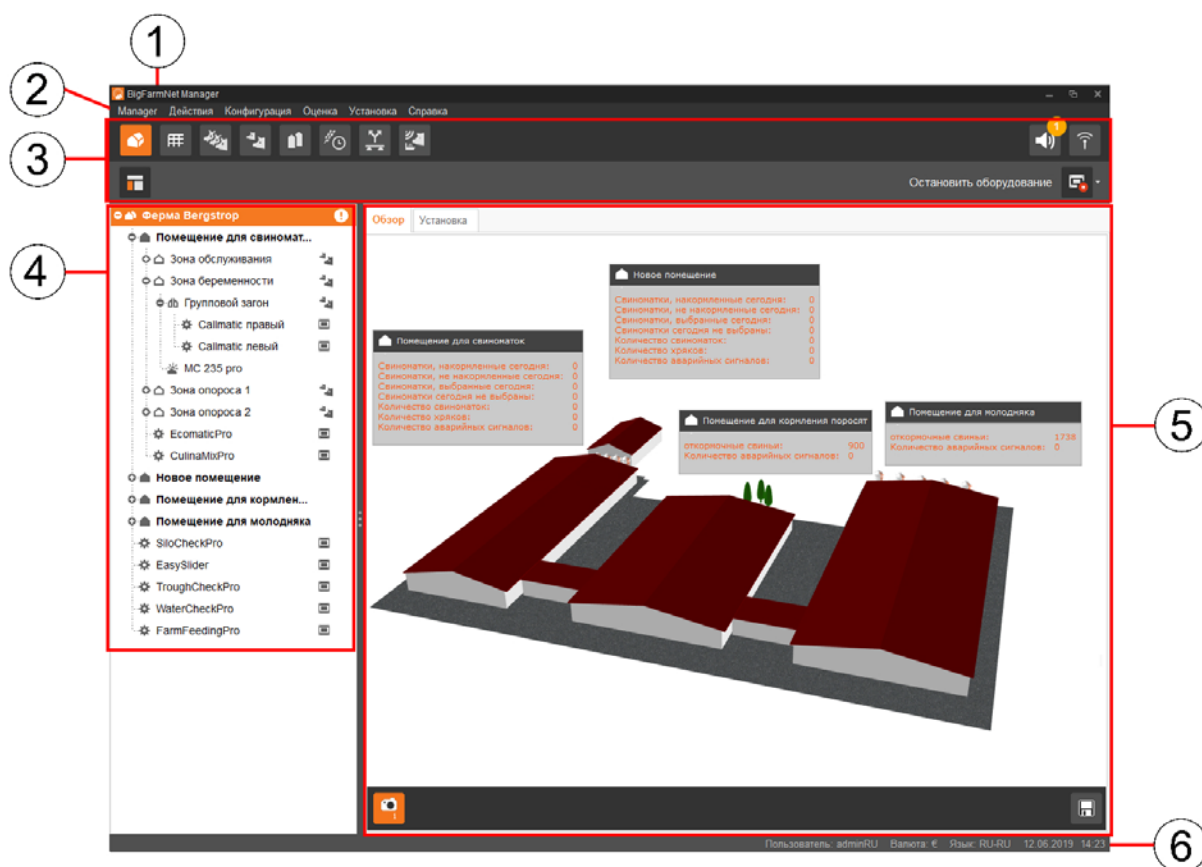 1
2
3
4
5
6
BigFarmNet Manager
Manager Действия Конфигурация Оценка Установка Справка
1
Остановить оборудование
Ферма Bergstrop
Помещение для свиномат...
Зона обслуживания
Зона беременности
Групповой загон
Callmatic правый
Callmatic левый
MC 235 pro
Зона опороса 1
Зона опороса 2
EcomaticPro
CulinaMixPro
Новое помещение
Помещение для кормлен...
Помещение для молодняка
SiloCheckPro
EasySlider
TroughCheckPro
WaterCheckPro
FarmFeedingPro
Обзор Установка
Новое помещение
Свиноматки, накормленные сегодня: 0
Свиноматки, не накормленные сегодня: 0
Свиноматки, выбранные сегодня: 0
Свиноматки сегодня не выбраны: 0
Количество свиноматок: 0
Количество хряков: 0
Количество аварийных сигналов: 0
Помещение для свиноматок
Свиноматки, накормленные сегодня: 0
Свиноматки, не накормленные сегодня: 0
Свиноматки, выбранные сегодня: 0
Свиноматки сегодня не выбраны: 0
Количество свиноматок: 0
Количество хряков: 0
Количество аварийных сигналов: 0
Помещение для кормления поросят
откормочные свиньи: 900
Количество аварийных сигналов: 0
Помещение для молодняка
откормочные свиньи: 1738
Количество аварийных сигналов: 0
1
Пользователь: adminRU Валюта: € Язык: RU-RU 12.06.2019 14:23